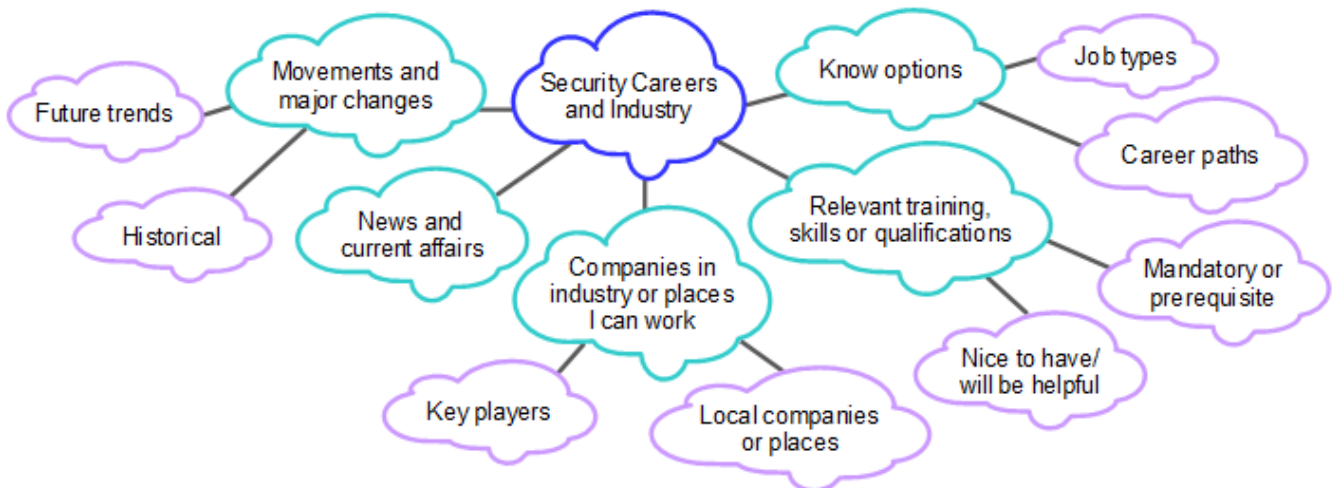 Security Careers
and Industry
Movements and
major changes
Future trends
Historical
News and
current affairs
Companies in
industry or places
I can work
Key players
Local companies
or places
Know options
Job types
Career paths
Relevant training,
skills or qualifications
Mandatory or
prerequisite
Nice to have/
will be helpful